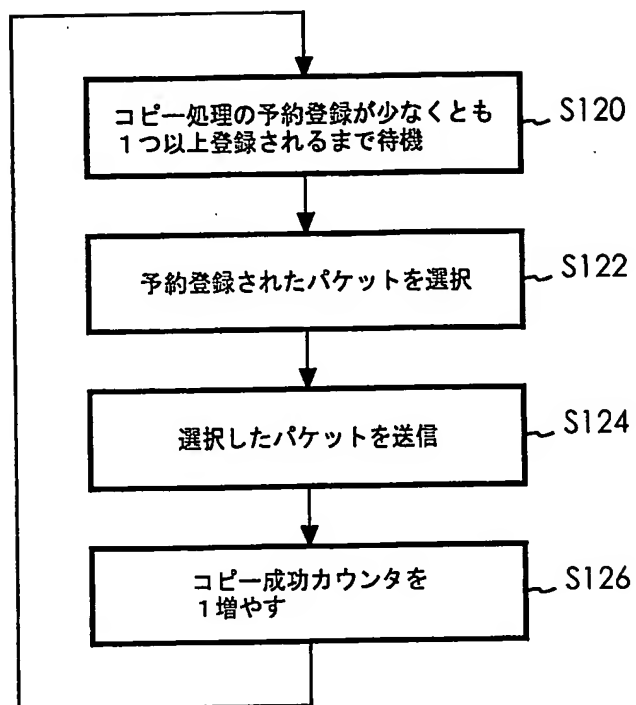 コピー処理の予約登録が少なくとも
1つ以上登録されるまで待機
S120
予約登録されたパケットを選択
S122
選択したパケットを送信
S124
コピー成功カウンタを
1増やす
S126